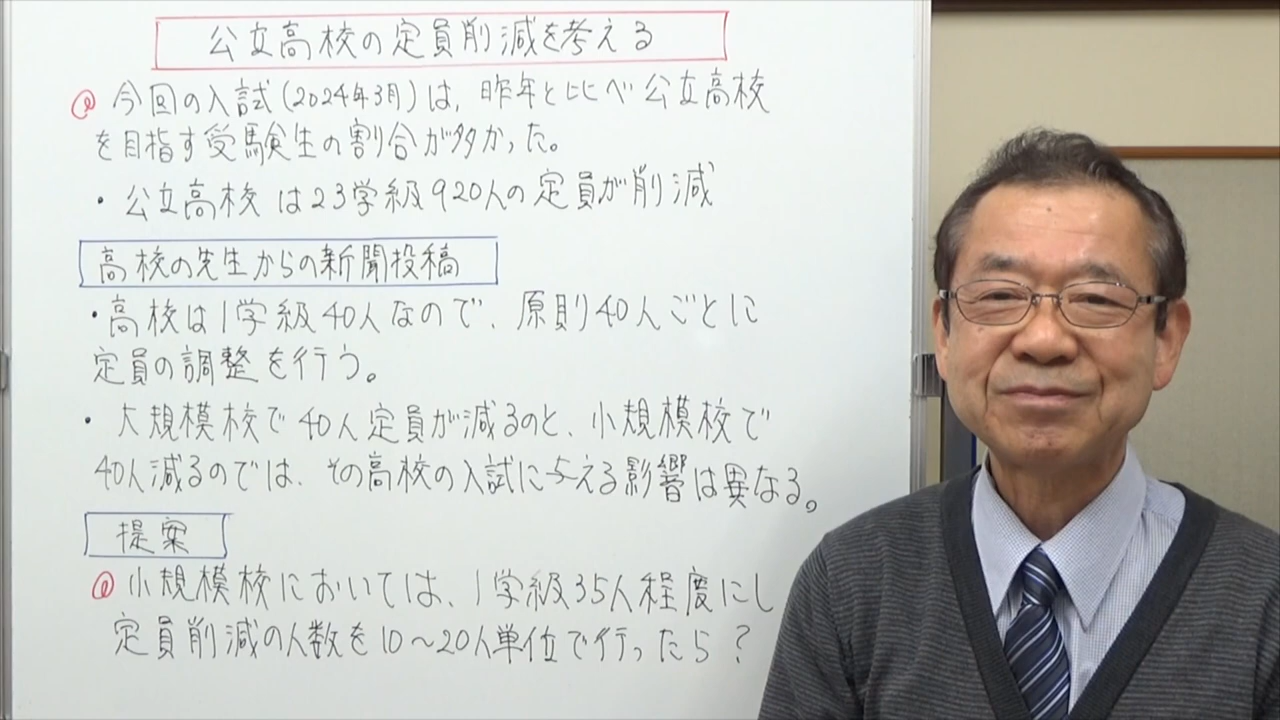 公立高校の定員削減を考える
@ 今回の入試(2024年3月)は、昨年と比べ公立高校
を目指す受験生の割合が多かった。
・公立高校は23学級920人の定員が削減
高校の先生からの新聞投稿
・高校は1学級40人なので、原則40人ごとに
定員の調整を行う。
・大規模校で40人定員が減るのと、小規模校で
40人減るのでは、その高校の入試に与える影響は異なる。
提案
@ 小規模校においては、1学級35人程度にし
定員削減の人数を10～20人単位で行ったら?